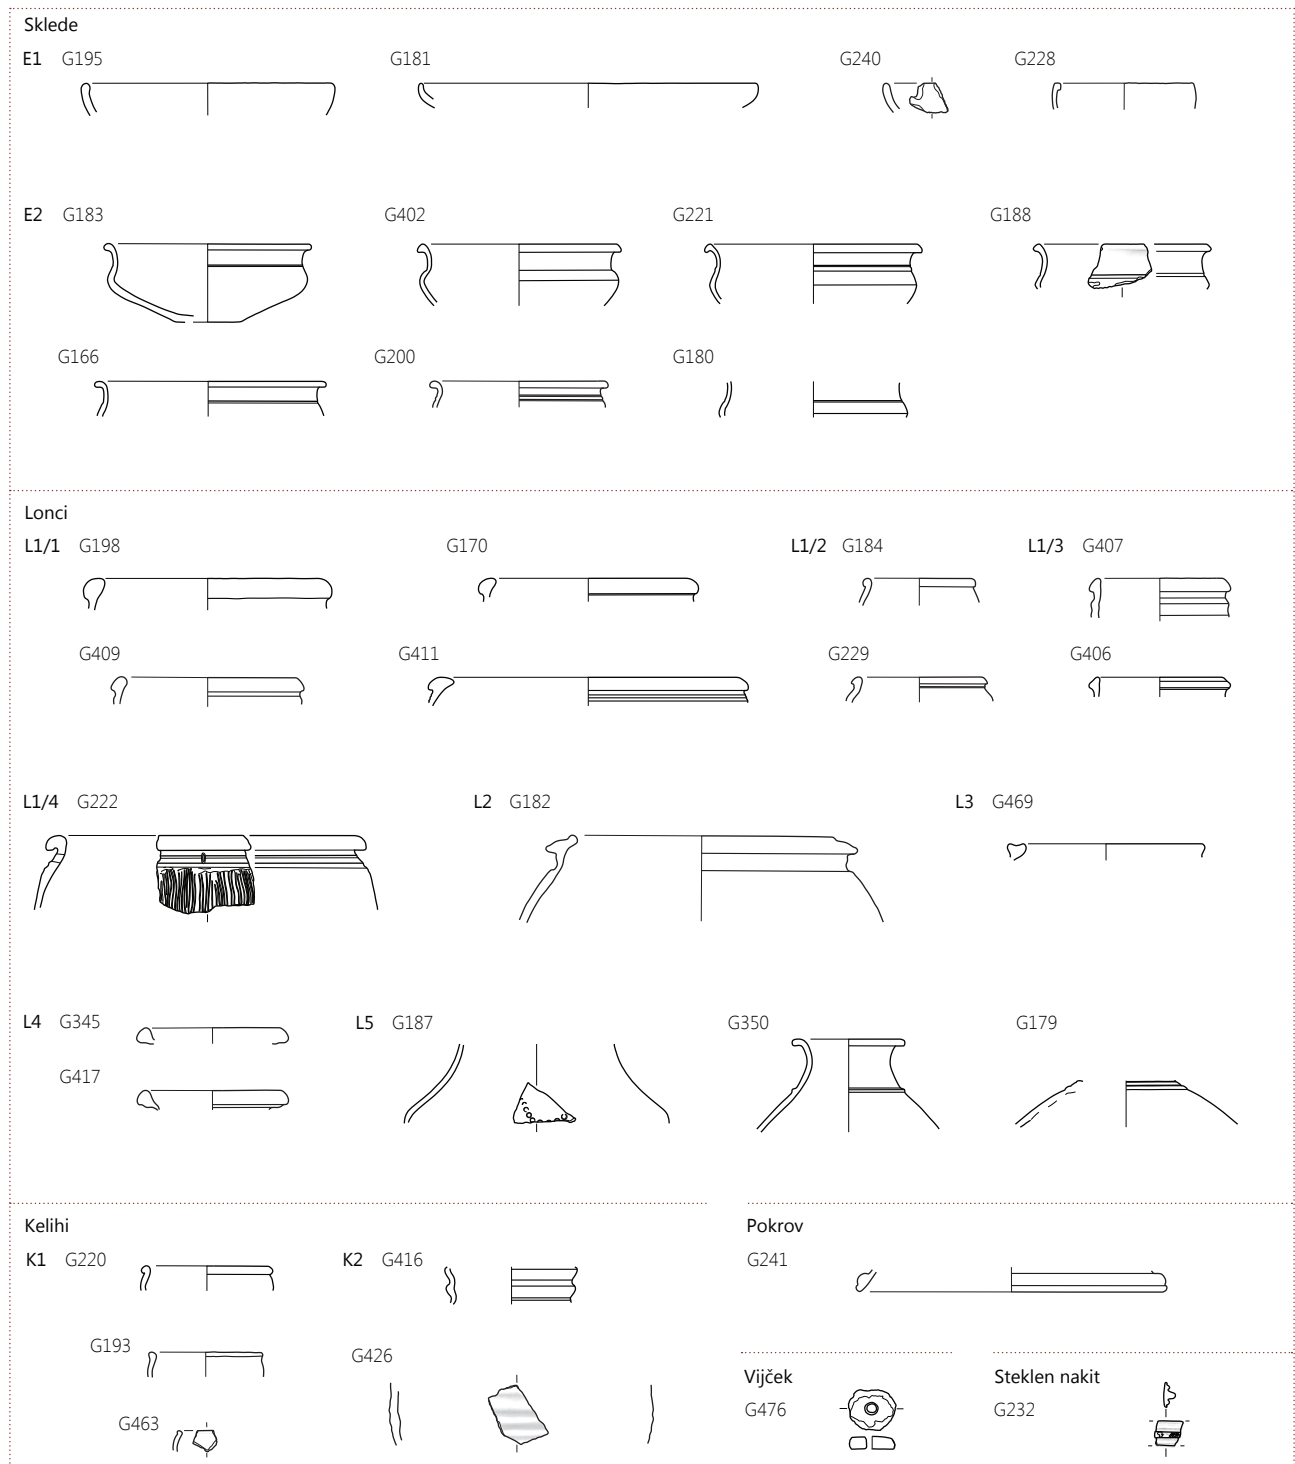 Sklede
E1 G195 G181 G240 G228
E2 G183 G402 G221 G188
G166 G200 G180
Lonci
L1/1 G198 G170 L1/2 G184 L1/3 G407
G409 G411 G229 G406
L1/4 G222 L2 G182 L3 G469
L4 G345 L5 G187 G350 G179
G417
Kelihi Pokrov
K1 G220 K2 G416 G241
G193 G426
Vijček Steklen nakit
G476 G232
G463